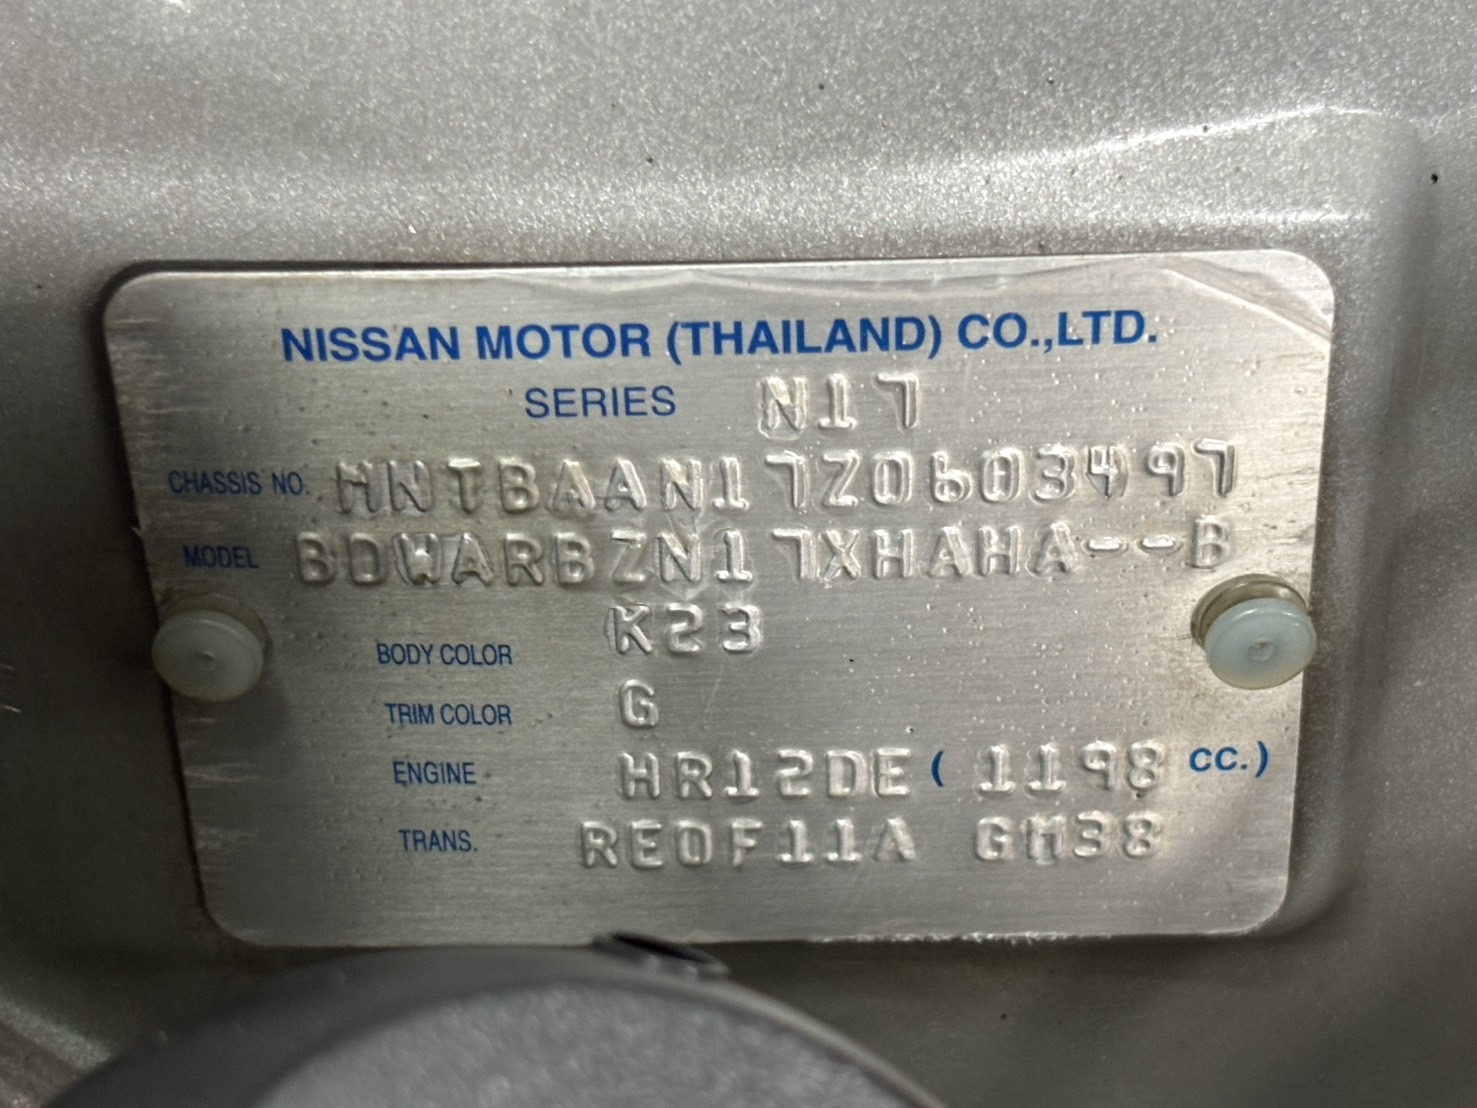 NISSAN MOTOR (THAILAND) CO.,LTD.
SERIES N17
CHASSIS NO. MNTBAAN17Z0603497
MODEL BDWARBZN17XHAHA--B
BODY COLOR K23
TRIM COLOR G
ENGINE HR12DE ( 1198 CC. )
TRANS. RE0F11A GM38